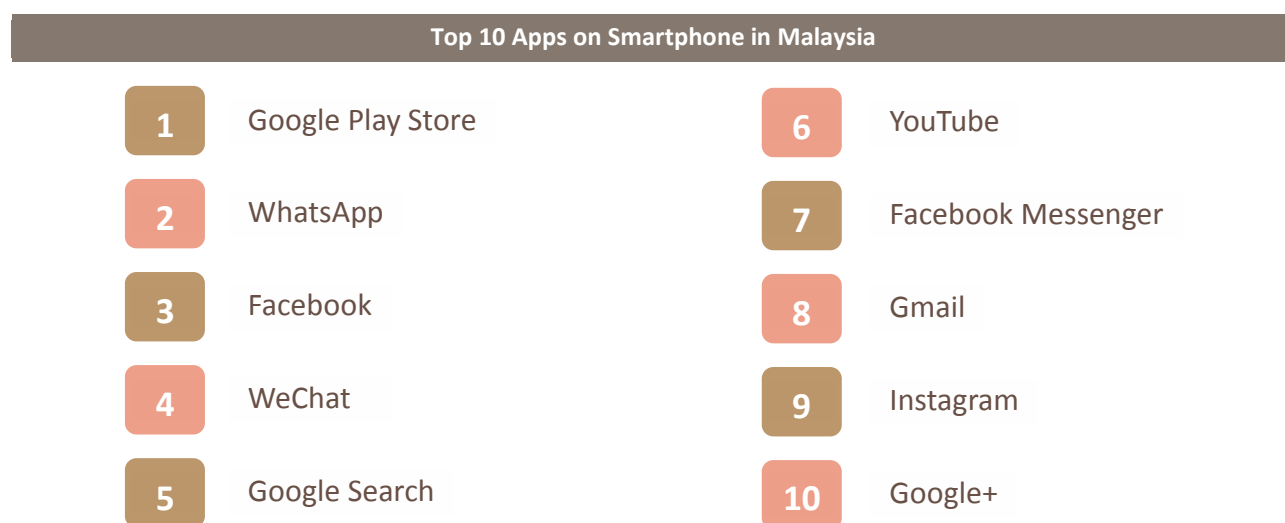 Top 10 Apps on Smartphone in Malaysia
1 Google Play Store
2 WhatsApp
3 Facebook
4 WeChat
5 Google Search
6 YouTube
7 Facebook Messenger
8 Gmail
9 Instagram
10 Google+